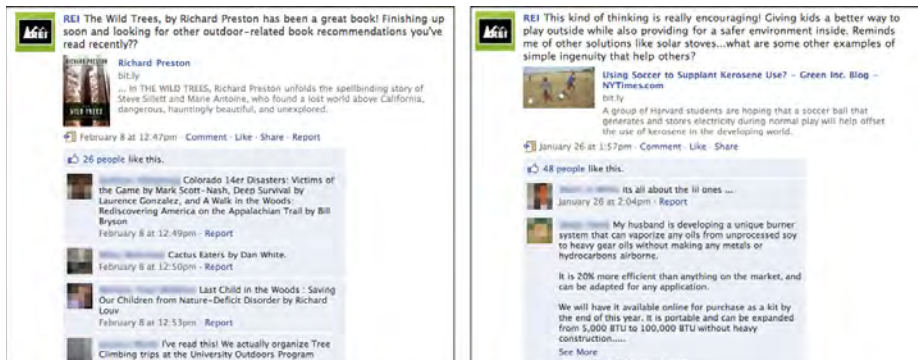 REI The Wild Trees, by Richard Preston has been a great book! Finishing up
soon and looking for other outdoor-related book recommendations you've
read recently??
Richard Preston
bit.ly
... In THE WILD TREES, Richard Preston unfolds the spellbinding story of
Steve Sillett and Marie Antoine, who found a lost world above California,
dangerous, hauntingly beautiful, and unexplored.
February 8 at 12:47pm · Comment · Like · Share · Report
26 people like this.
Colorado 14er Disasters: Victims of
the Game by Mark Scott-Nash, Deep Survival by
Laurence Gonzalez, and A Walk in the Woods:
Rediscovering America on the Appalachian Trail by Bill
Bryson
February 8 at 12:49pm · Report
Cactus Eaters by Dan White.
February 8 at 12:50pm · Report
Last Child in the Woods : Saving
Our Children from Nature-Deficit Disorder by Richard
Louv
February 8 at 12:53pm · Report
I've read this! We actually organize Tree
Climbing trips at the University Outdoors Program
REI This kind of thinking is really encouraging! Giving kids a better way to
play outside while also providing for a safer environment inside. Reminds
me of other solutions like solar stoves...what are some other examples of
simple ingenuity that help others?
Using Soccer to Supplant Kerosene Use? - Green Inc. Blog -
NYTimes.com
bit.ly
A group of Harvard students are hoping that a soccer ball that
generates and stores electricity during normal play will help offset
the use of kerosene in the developing world.
January 26 at 1:57pm · Comment · Like · Share
48 people like this.
its all about the lil ones ...
January 26 at 2:04pm · Report
My husband is developing a unique burner
system that can vaporize any oils from unprocessed soy
to heavy gear oils without making any metals or
hydrocarbons airborne.
It is 20% more efficient than anything on the market, and
can be adapted for any application.
We will have it available online for purchase as a kit by
the end of this year. It is portable and can be expanded
from 5,000 BTU to 100,000 BTU without heavy
construction.....
See More